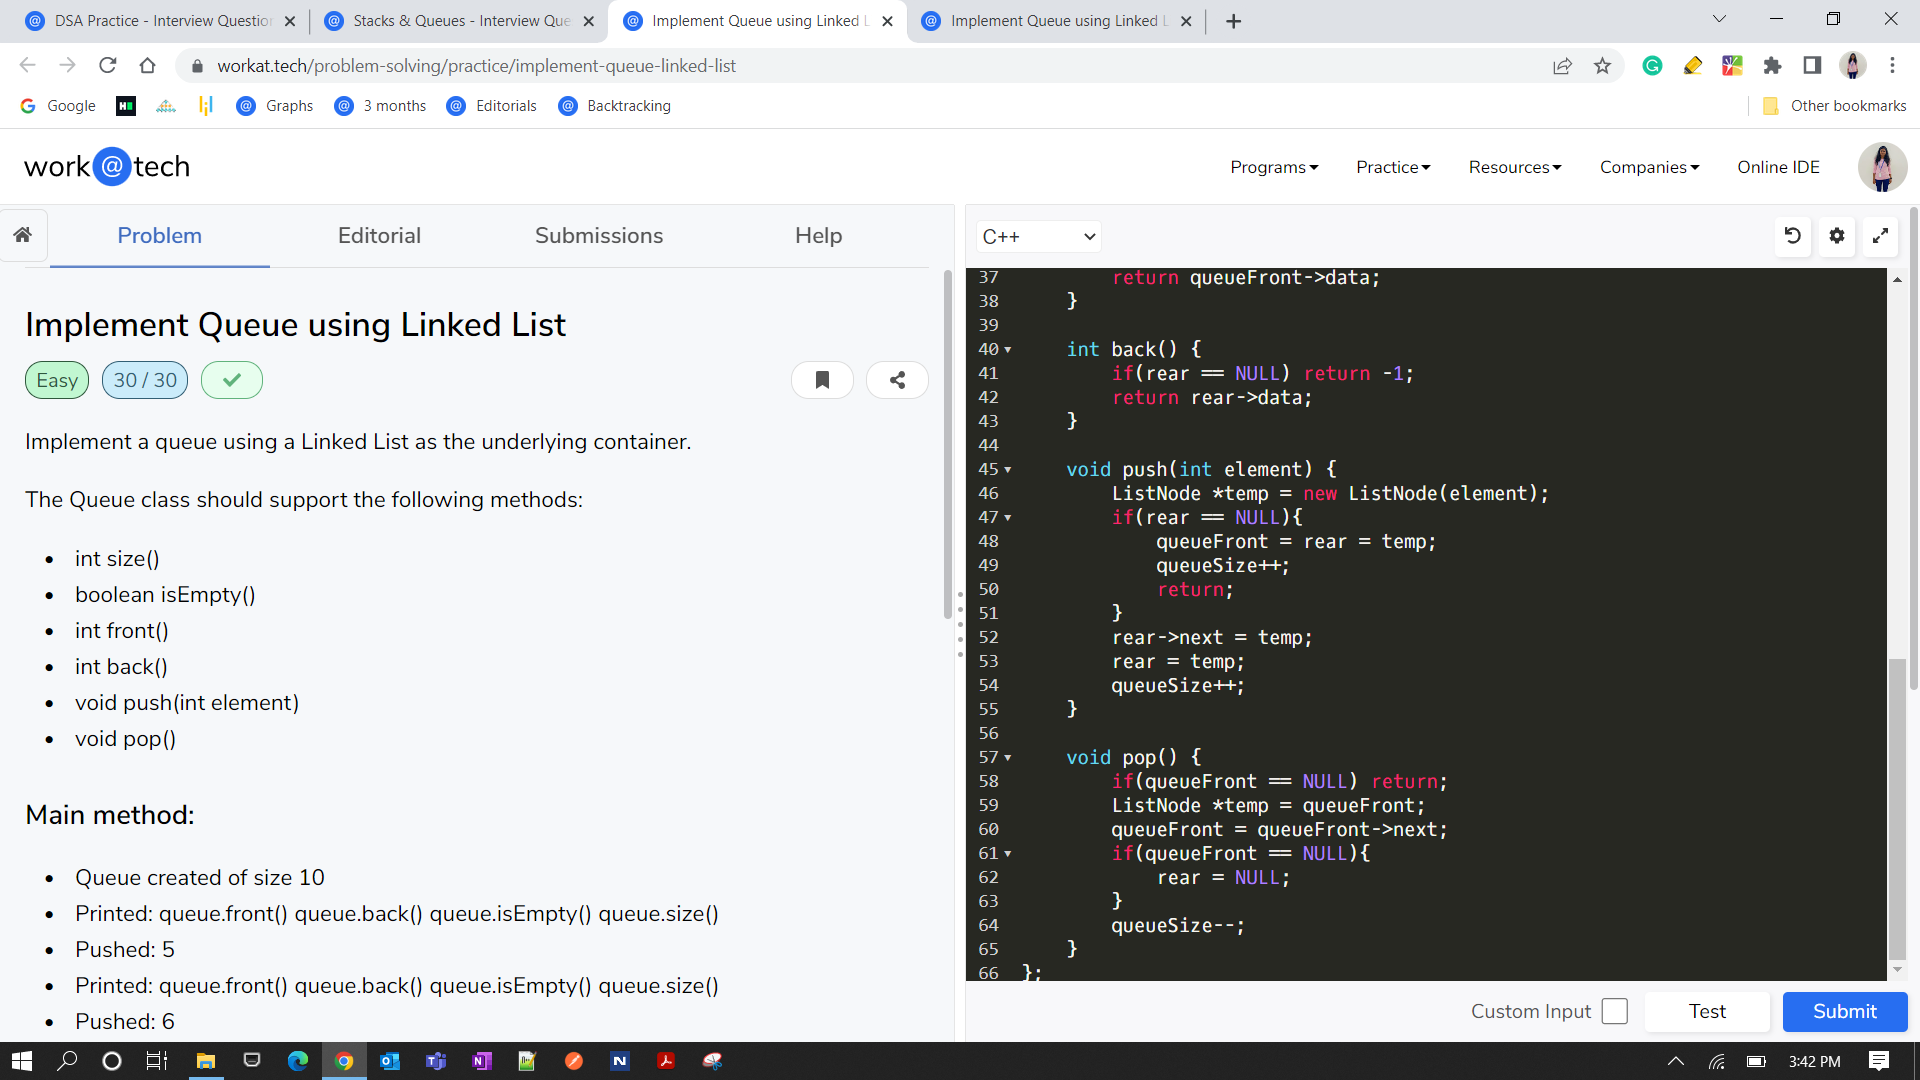 DSA Practice - Interview Question
Stacks & Queues - Interview Que
Implement Queue using Linked L
Implement Queue using Linked L
workat.tech/problem-solving/practice/implement-queue-linked-list
Google
Graphs
3 months
Editorials
Backtracking
Other bookmarks
work@tech
Programs
Practice
Resources
Companies
Online IDE
Problem
Editorial
Submissions
Help
C++
Implement Queue using Linked List
Easy
30 / 30
Implement a queue using a Linked List as the underlying container.
The Queue class should support the following methods:
• int size()
• boolean isEmpty()
• int front()
• int back()
• void push(int element)
• void pop()
Main method:
• Queue created of size 10
• Printed: queue.front() queue.back() queue.isEmpty() queue.size()
• Pushed: 5
• Printed: queue.front() queue.back() queue.isEmpty() queue.size()
• Pushed: 6
37 return queueFront->data;
38 }
39
40 int back() {
41 if(rear == NULL) return -1;
42 return rear->data;
43 }
44
45 void push(int element) {
46 ListNode *temp = new ListNode(element);
47 if(rear == NULL){
48 queueFront = rear = temp;
49 queueSize++;
50 return;
51 }
52 rear->next = temp;
53 rear = temp;
54 queueSize++;
55 }
56
57 void pop() {
58 if(queueFront == NULL) return;
59 ListNode *temp = queueFront;
60 queueFront = queueFront->next;
61 if(queueFront == NULL){
62 rear = NULL;
63 }
64 queueSize--;
65 }
66 };
Custom Input
Test
Submit
3:42 PM